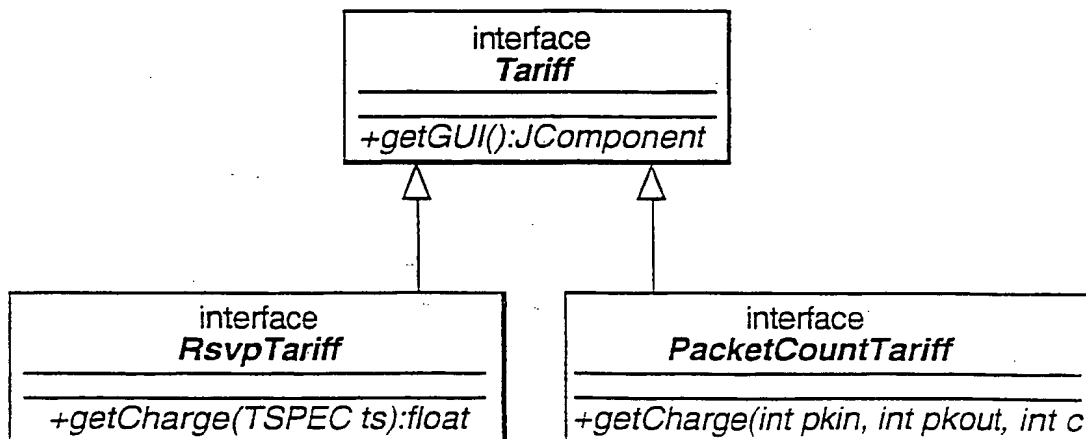 interface
Tariff
+getGUI():JComponent
interface
RsvpTariff
+getCharge(TSPEC ts):float
interface
PacketCountTariff
+getCharge(int pkin, int pkout, int c